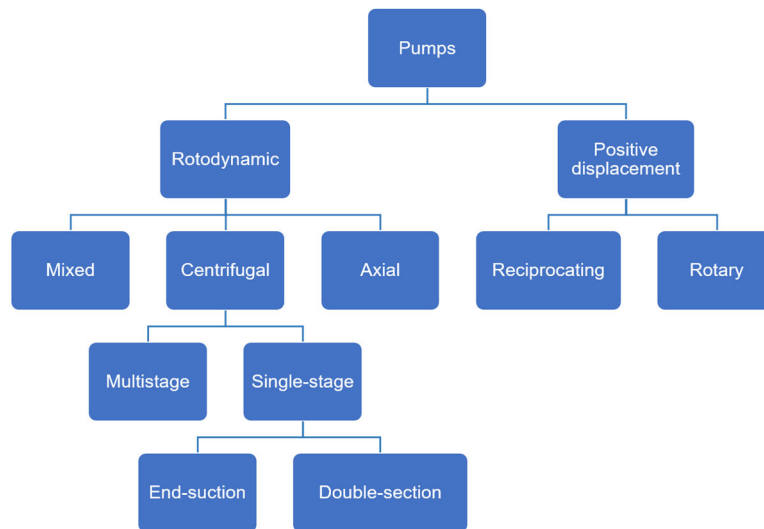 Pumps
Rotodynamic
Positive
displacement
Mixed
Centrifugal
Axial
Reciprocating
Rotary
Multistage
Single-stage
End-suction
Double-section